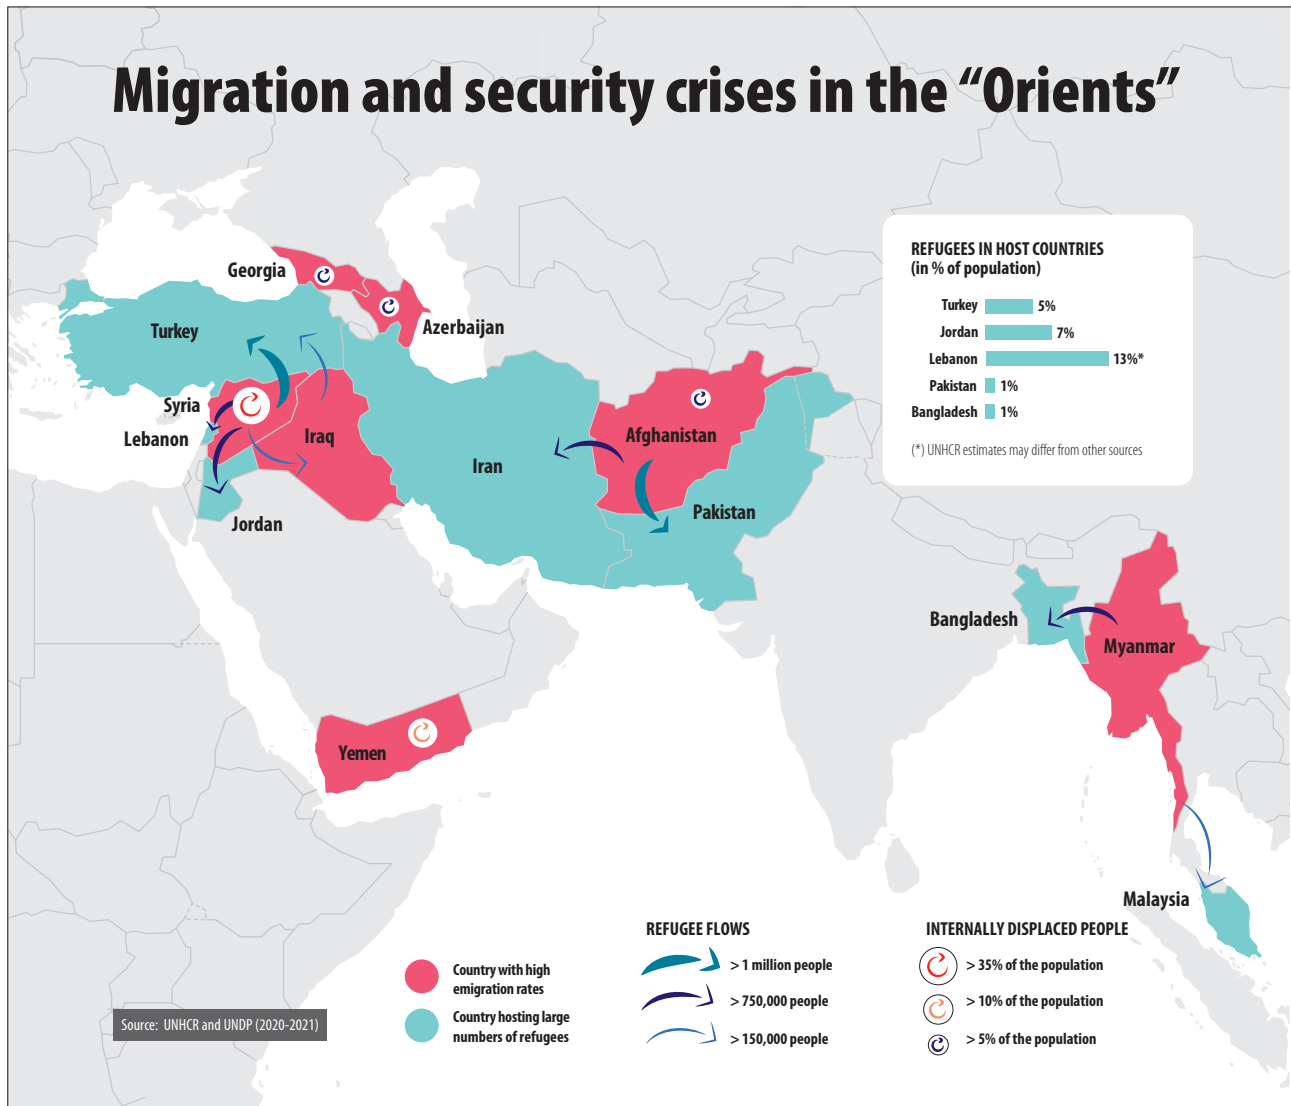 Migration and security crises in the “Orients”
REFUGEES IN HOST COUNTRIES
(in % of population)
Turkey 5%
Jordan 7%
Lebanon 13%*
Pakistan 1%
Bangladesh 1%
(*) UNHCR estimates may differ from other sources
Georgia
Turkey
Azerbaijan
Syria
Lebanon
Iraq
Afghanistan
Iran
Pakistan
Jordan
Bangladesh
Myanmar
Yemen
Malaysia
Source: UNHCR and UNDP (2020-2021)
Country with high
emigration rates
Country hosting large
numbers of refugees
REFUGEE FLOWS
> 1 million people
> 750,000 people
> 150,000 people
INTERNALLY DISPLACED PEOPLE
> 35% of the population
> 10% of the population
> 5% of the population